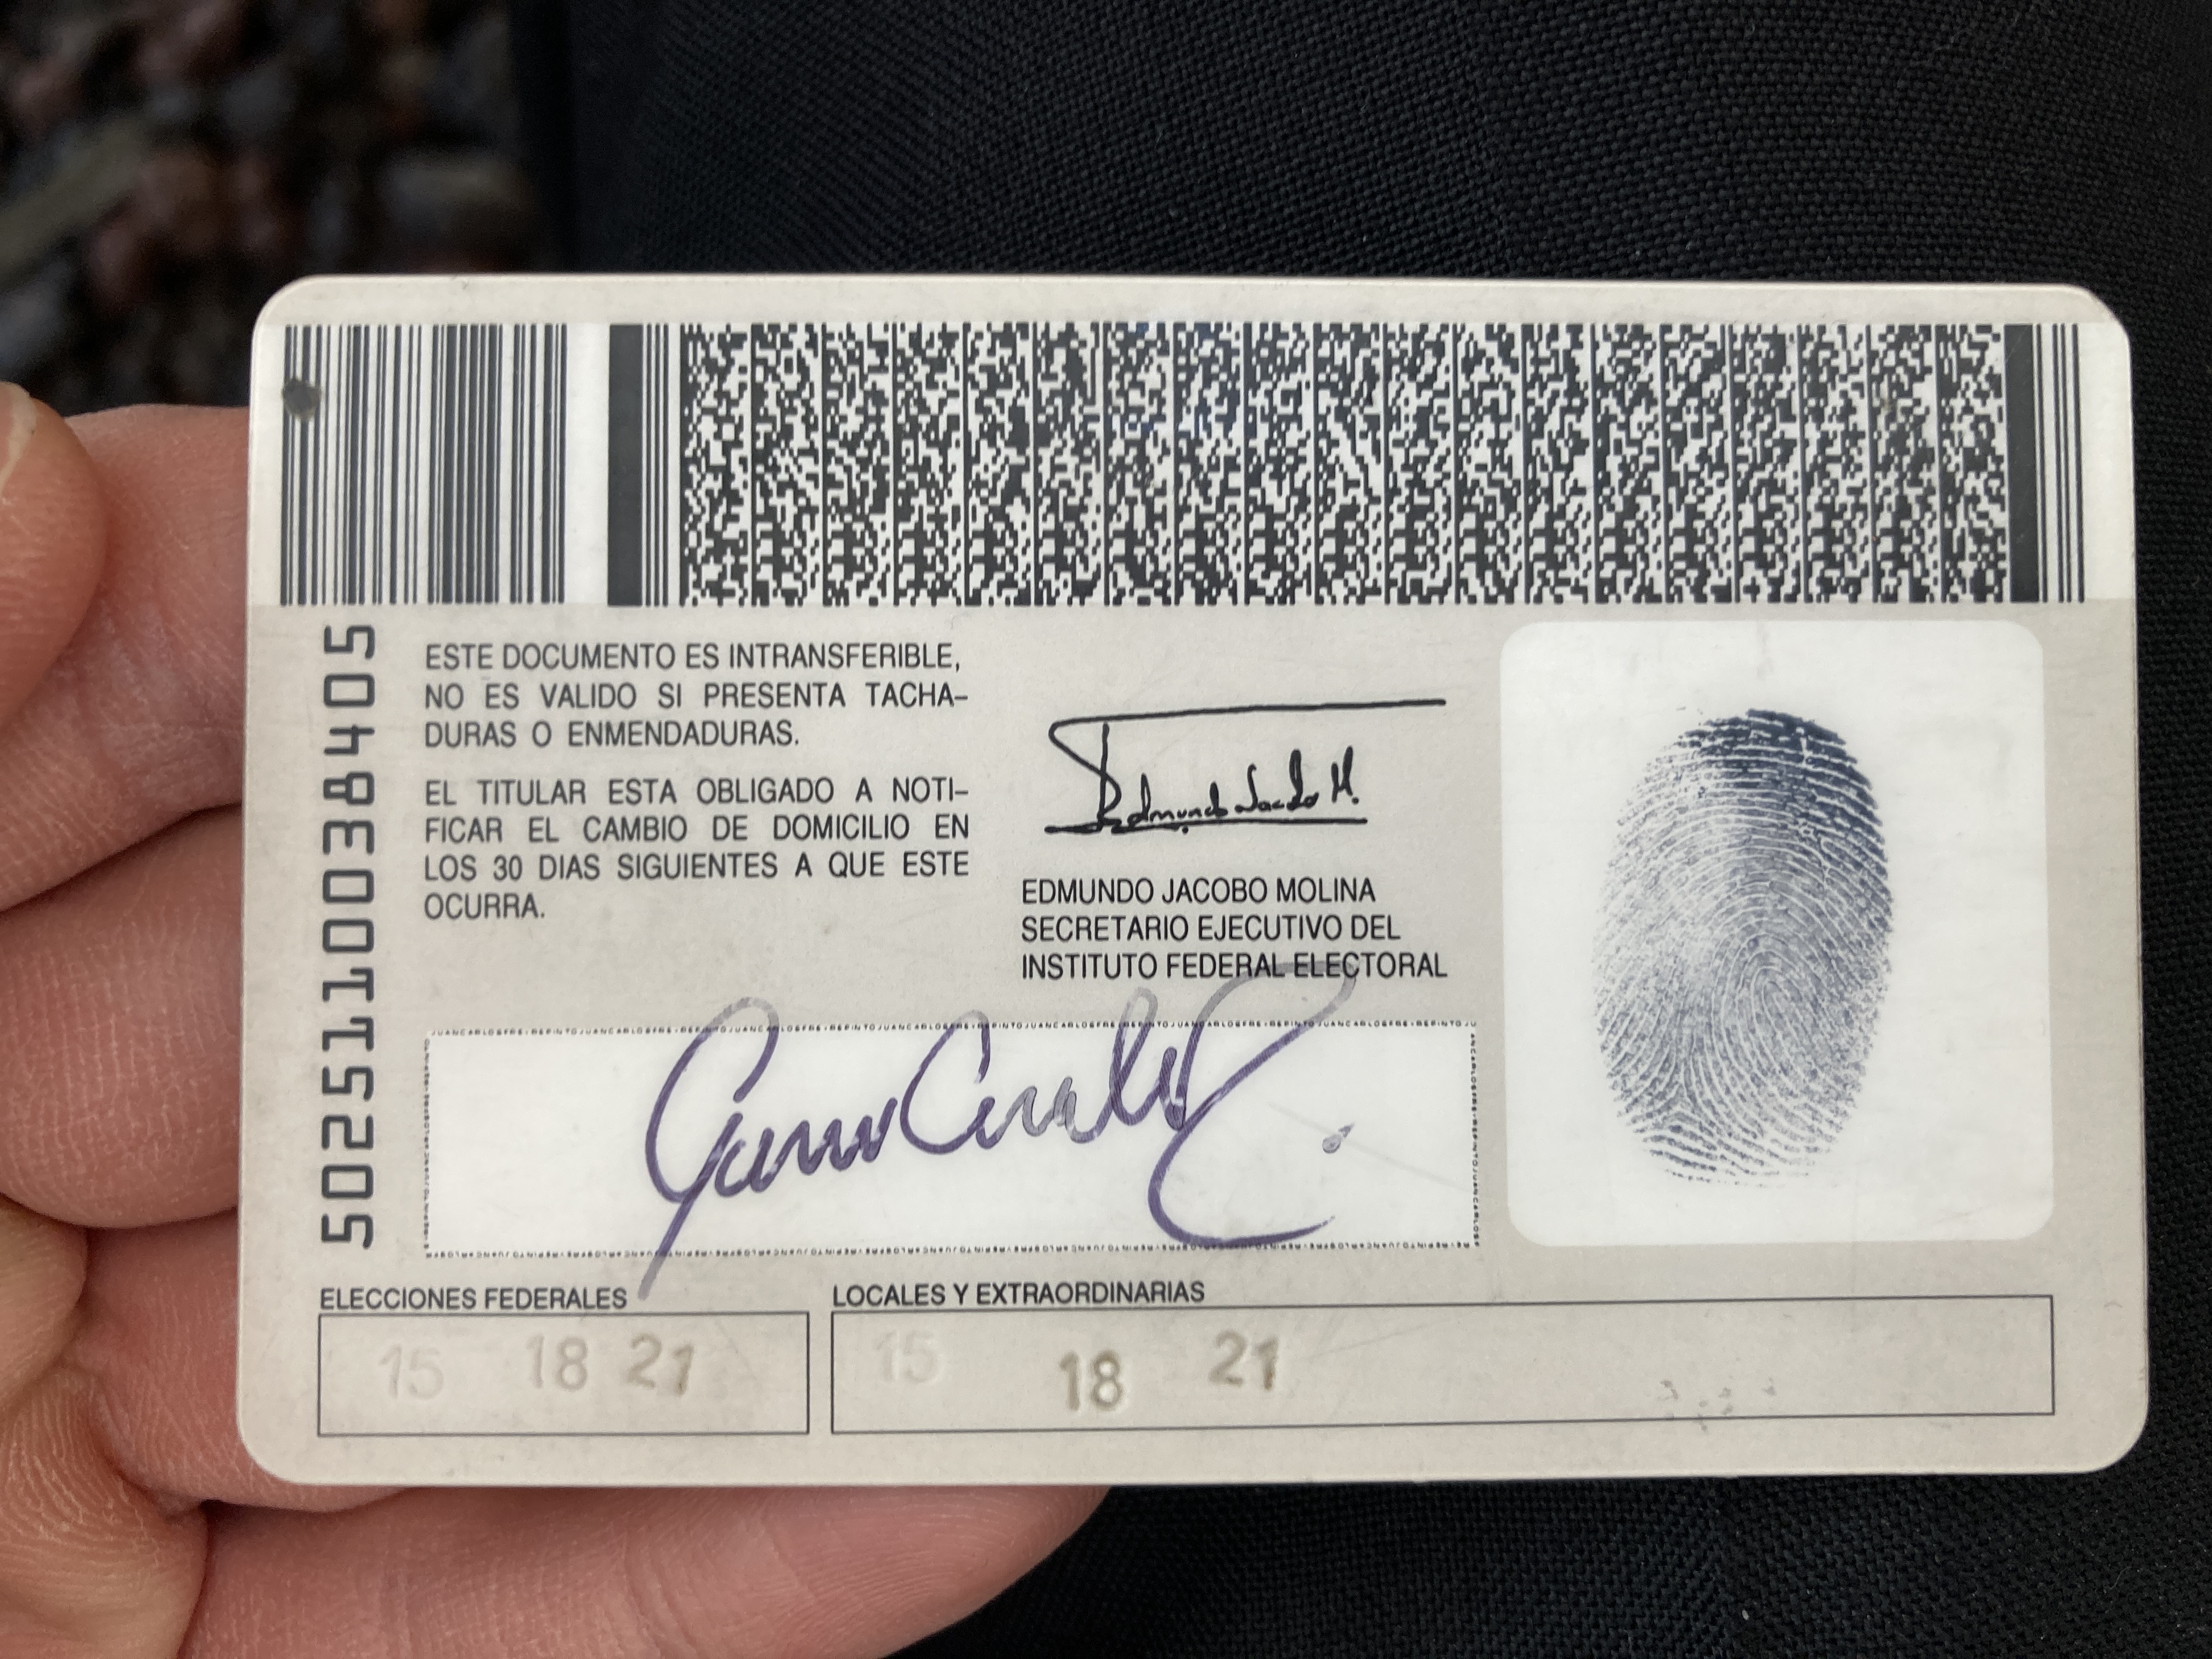 5025110038405
ESTE DOCUMENTO ES INTRANSFERIBLE,
NO ES VALIDO SI PRESENTA TACHA-
DURAS O ENMENDADURAS.
EL TITULAR ESTA OBLIGADO A NOTI-
FICAR EL CAMBIO DE DOMICILIO EN
LOS 30 DIAS SIGUIENTES A QUE ESTE
OCURRA.
Edmundo Jacobo M.
EDMUNDO JACOBO MOLINA
SECRETARIO EJECUTIVO DEL
INSTITUTO FEDERAL ELECTORAL
ELECCIONES FEDERALES
15 18 21
LOCALES Y EXTRAORDINARIAS
15 18 21